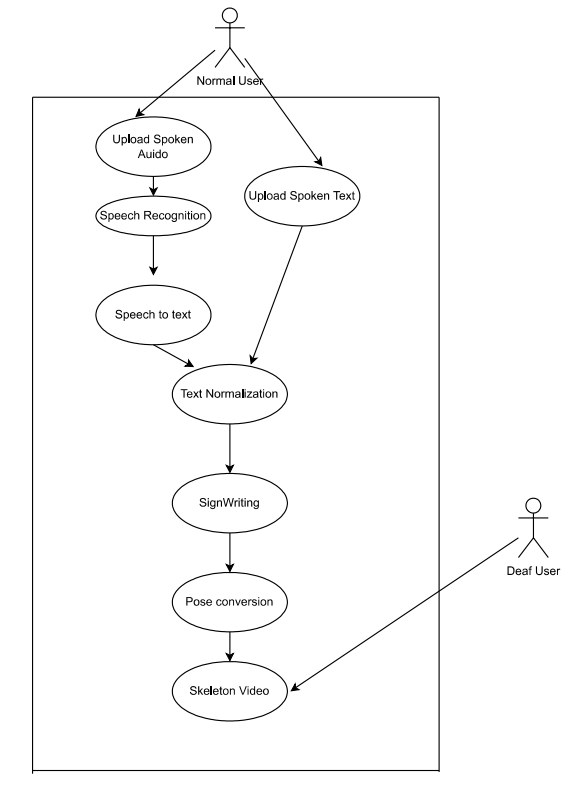 Normal User
Upload Spoken
Auido
Upload Spoken Text
Speech Recognition
Speech to text
Text Normalization
SignWriting
Deaf User
Pose conversion
Skeleton Video